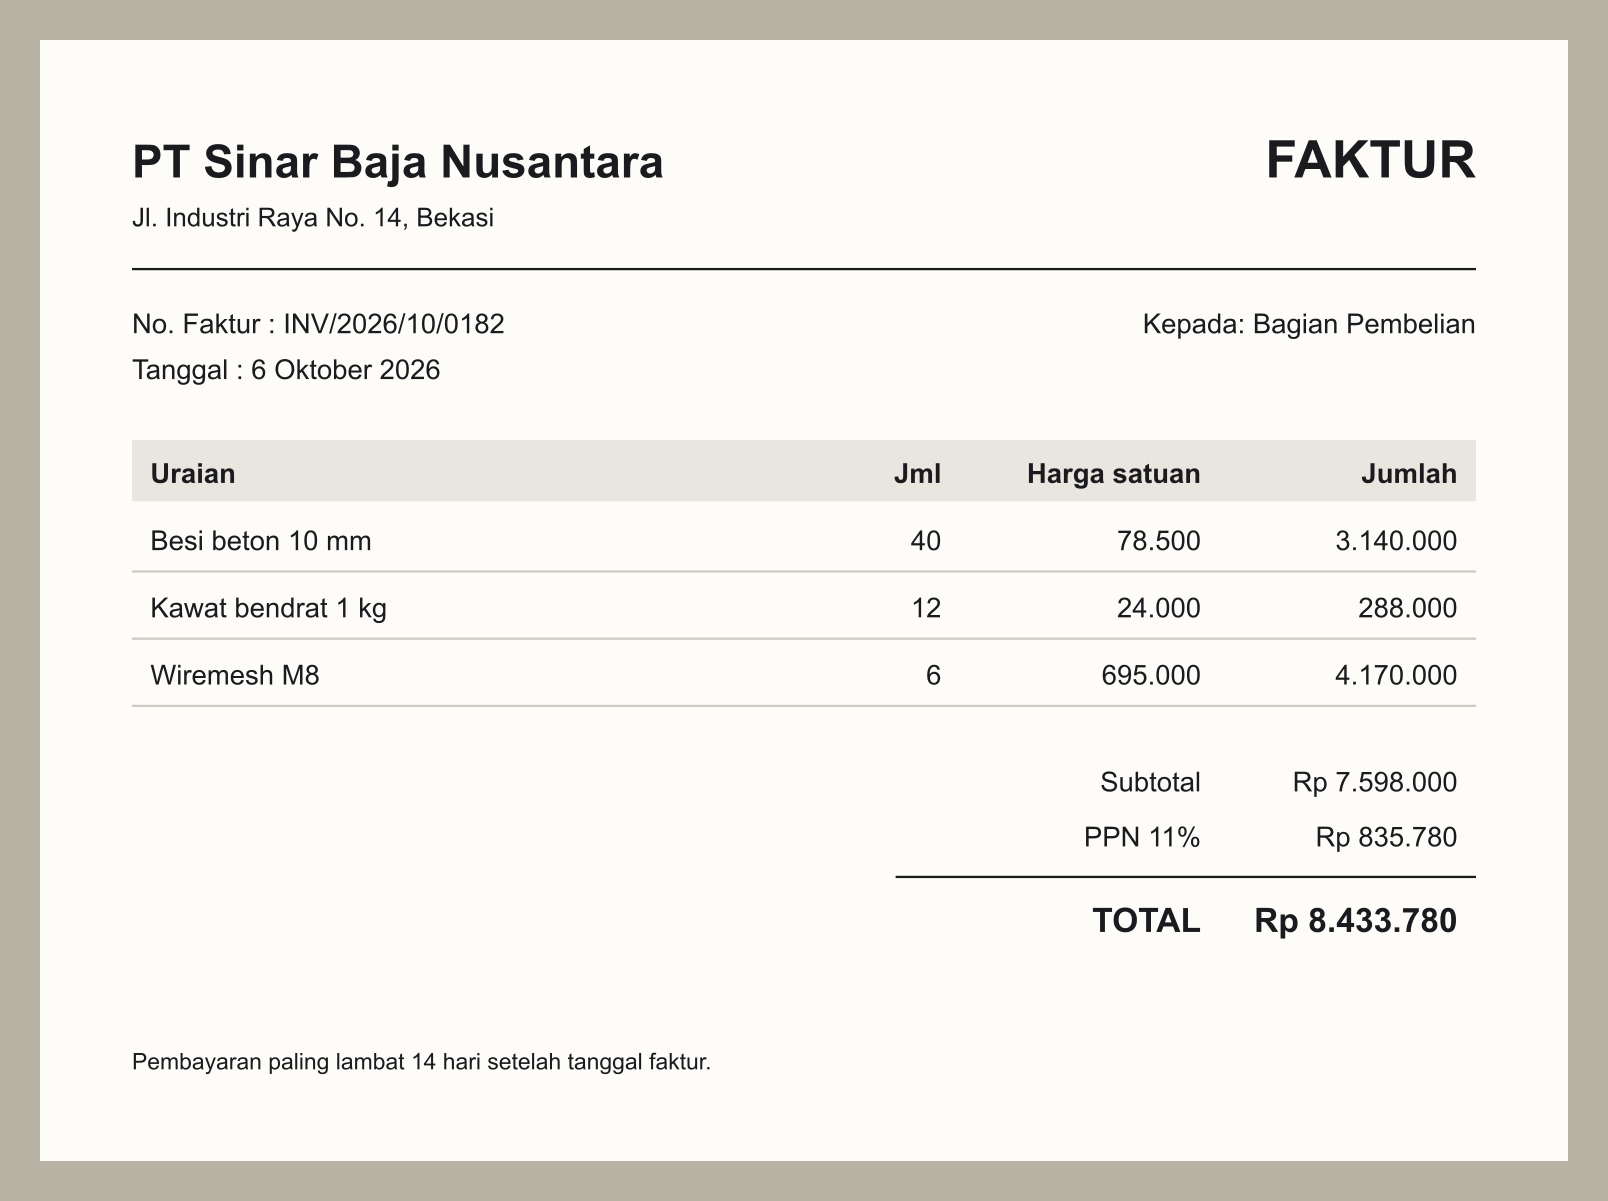 PT Sinar Baja Nusantara
FAKTUR
Jl. Industri Raya No. 14, Bekasi
No. Faktur : INV/2026/10/0182
Kepada: Bagian Pembelian
Tanggal : 6 Oktober 2026
Uraian Jml Harga satuan Jumlah
Besi beton 10 mm 40 78.500 3.140.000
Kawat bendrat 1 kg 12 24.000 288.000
Wiremesh M8 6 695.000 4.170.000
Subtotal Rp 7.598.000
PPN 11% Rp 835.780
TOTAL Rp 8.433.780
Pembayaran paling lambat 14 hari setelah tanggal faktur.